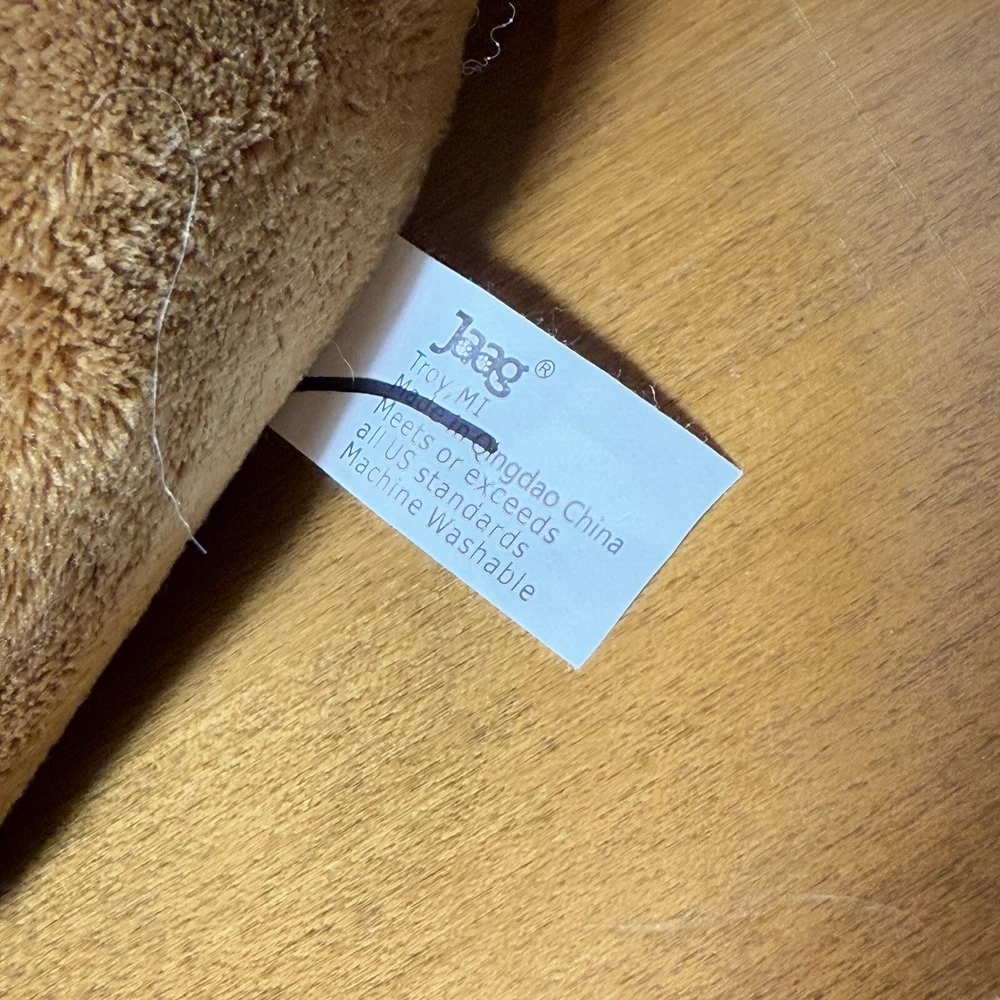 Jaag®
Troy, MI
Made in Qingdao China
Meets or exceeds
all US standards
Machine Washable